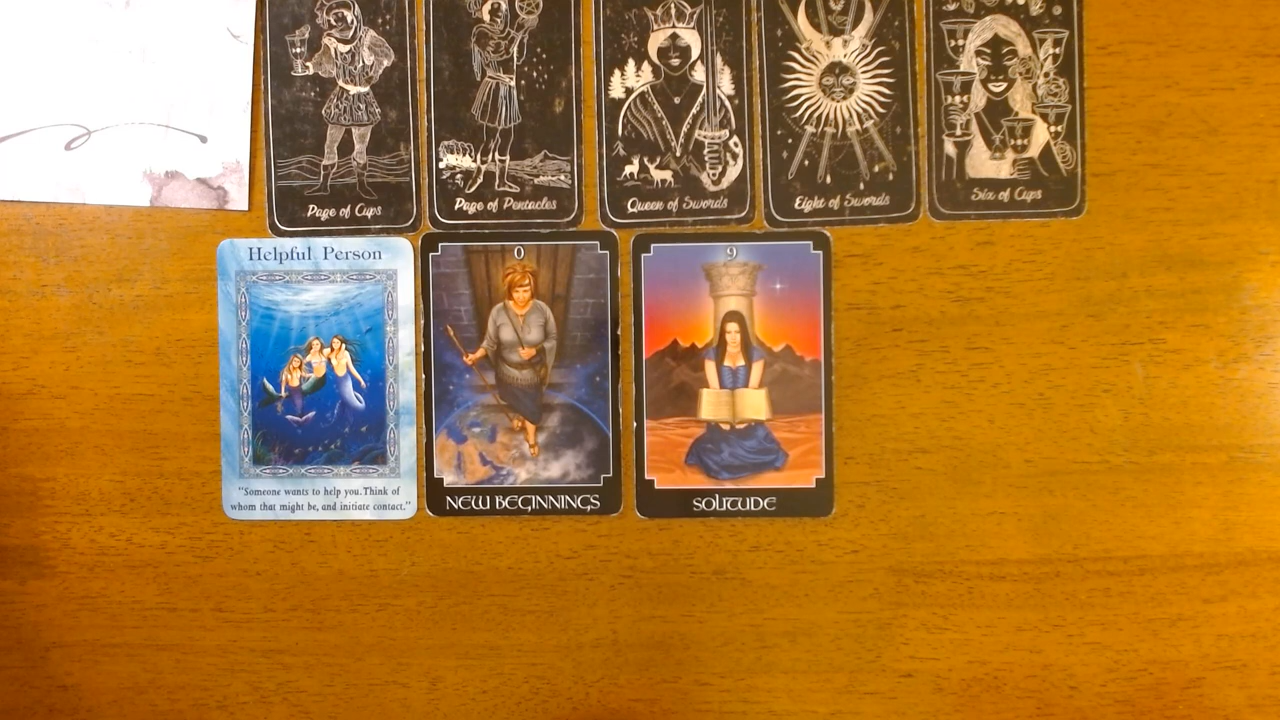 Page of Cups
Page of Pentacles
Queen of Swords
Eight of Swords
Six of Cups
Helpful Person
"Someone wants to help you. Think of
whom that might be, and initiate contact."
0
NEW BEGINNINGS
9
SOLITUDE